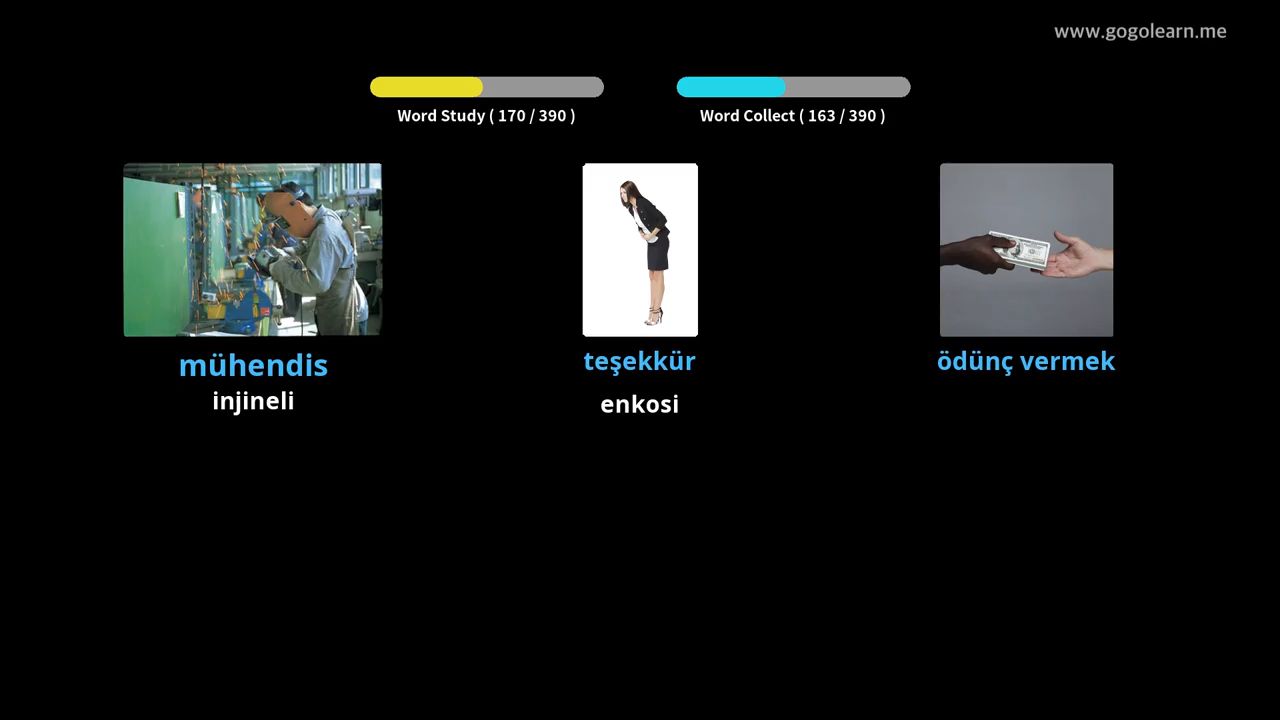 www.gogolearn.me
Word Study ( 170 / 390 )
Word Collect ( 163 / 390 )
mühendis
injineli
teşekkür
enkosi
ödünç vermek